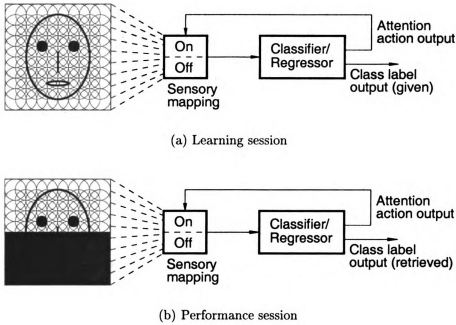 Attention
action output
On
Off
Classifier/
Regressor
Class label
output (given)
Sensory
mapping
(a) Learning session
Attention
action output
On
Off
Classifier/
Regressor
Class label
output (retrieved)
Sensory
mapping
(b) Performance session